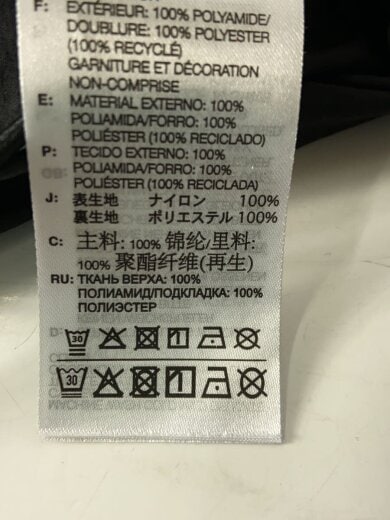 F: EXTÉRIEUR: 100% POLYAMIDE/
DOUBLURE: 100% POLYESTER
(100% RECYCLÉ)
GARNITURE ET DÉCORATION
NON-COMPRISE
E: MATERIAL EXTERNO: 100%
POLIAMIDA/FORRO: 100%
POLIÉSTER (100% RECICLADO)
P: TECIDO EXTERNO: 100%
POLIAMIDA/FORRO: 100%
POLIÉSTER (100% RECICLADA)
J: 表生地 ナイロン 100%
裏生地 ポリエステル 100%
C: 主料: 100% 锦纶/里料:
100% 聚酯纤维(再生)
RU: ТКАНЬ ВЕРХА: 100%
ПОЛИАМИД/ПОДКЛАДКА: 100%
ПОЛИЭСТЕР
30
30